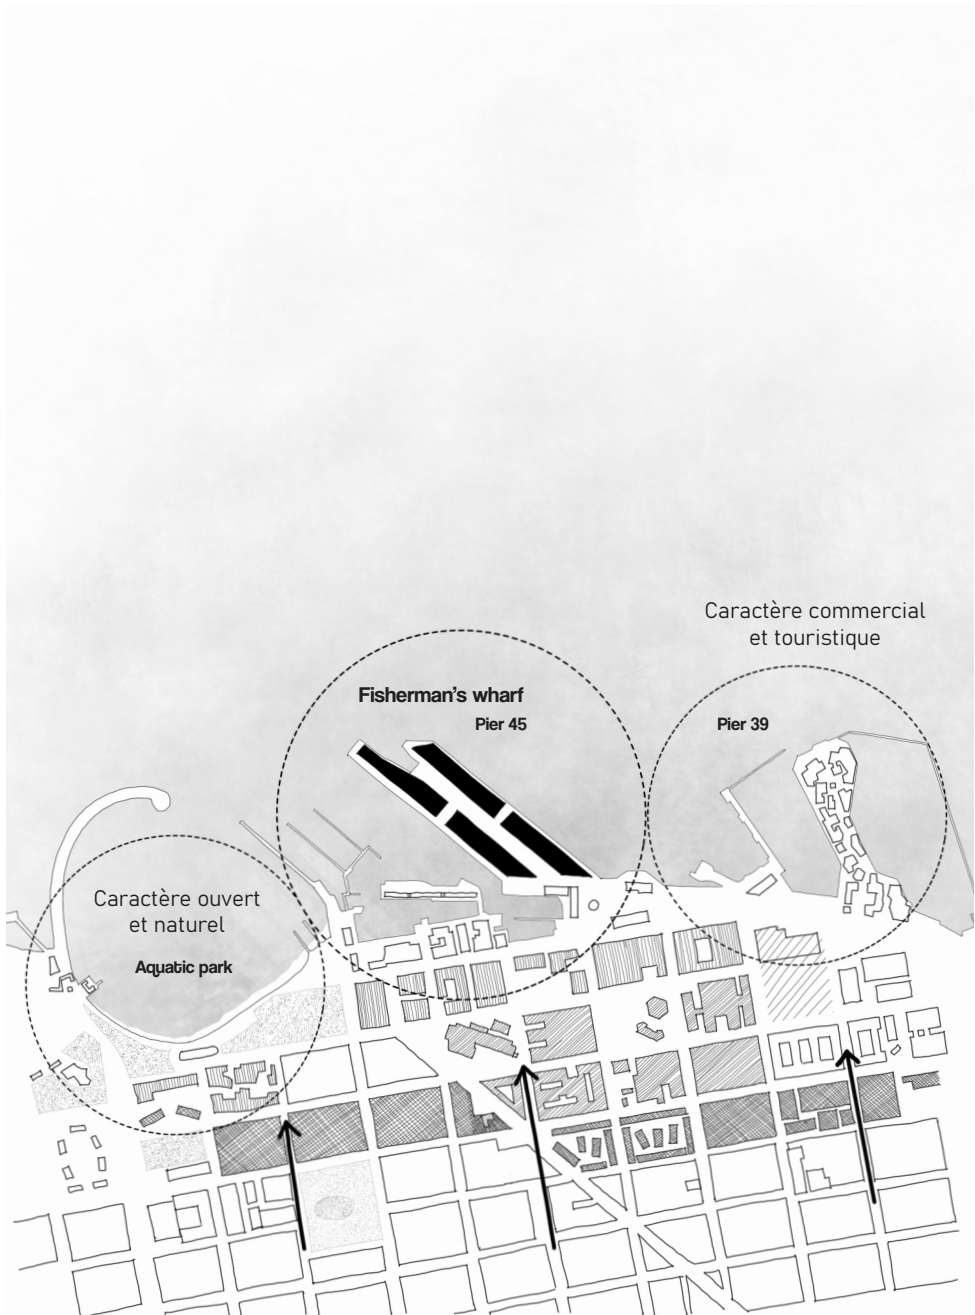 Caractère commercial
et touristique
Fisherman's wharf
Pier 45
Pier 39
Caractère ouvert
et naturel
Aquatic park